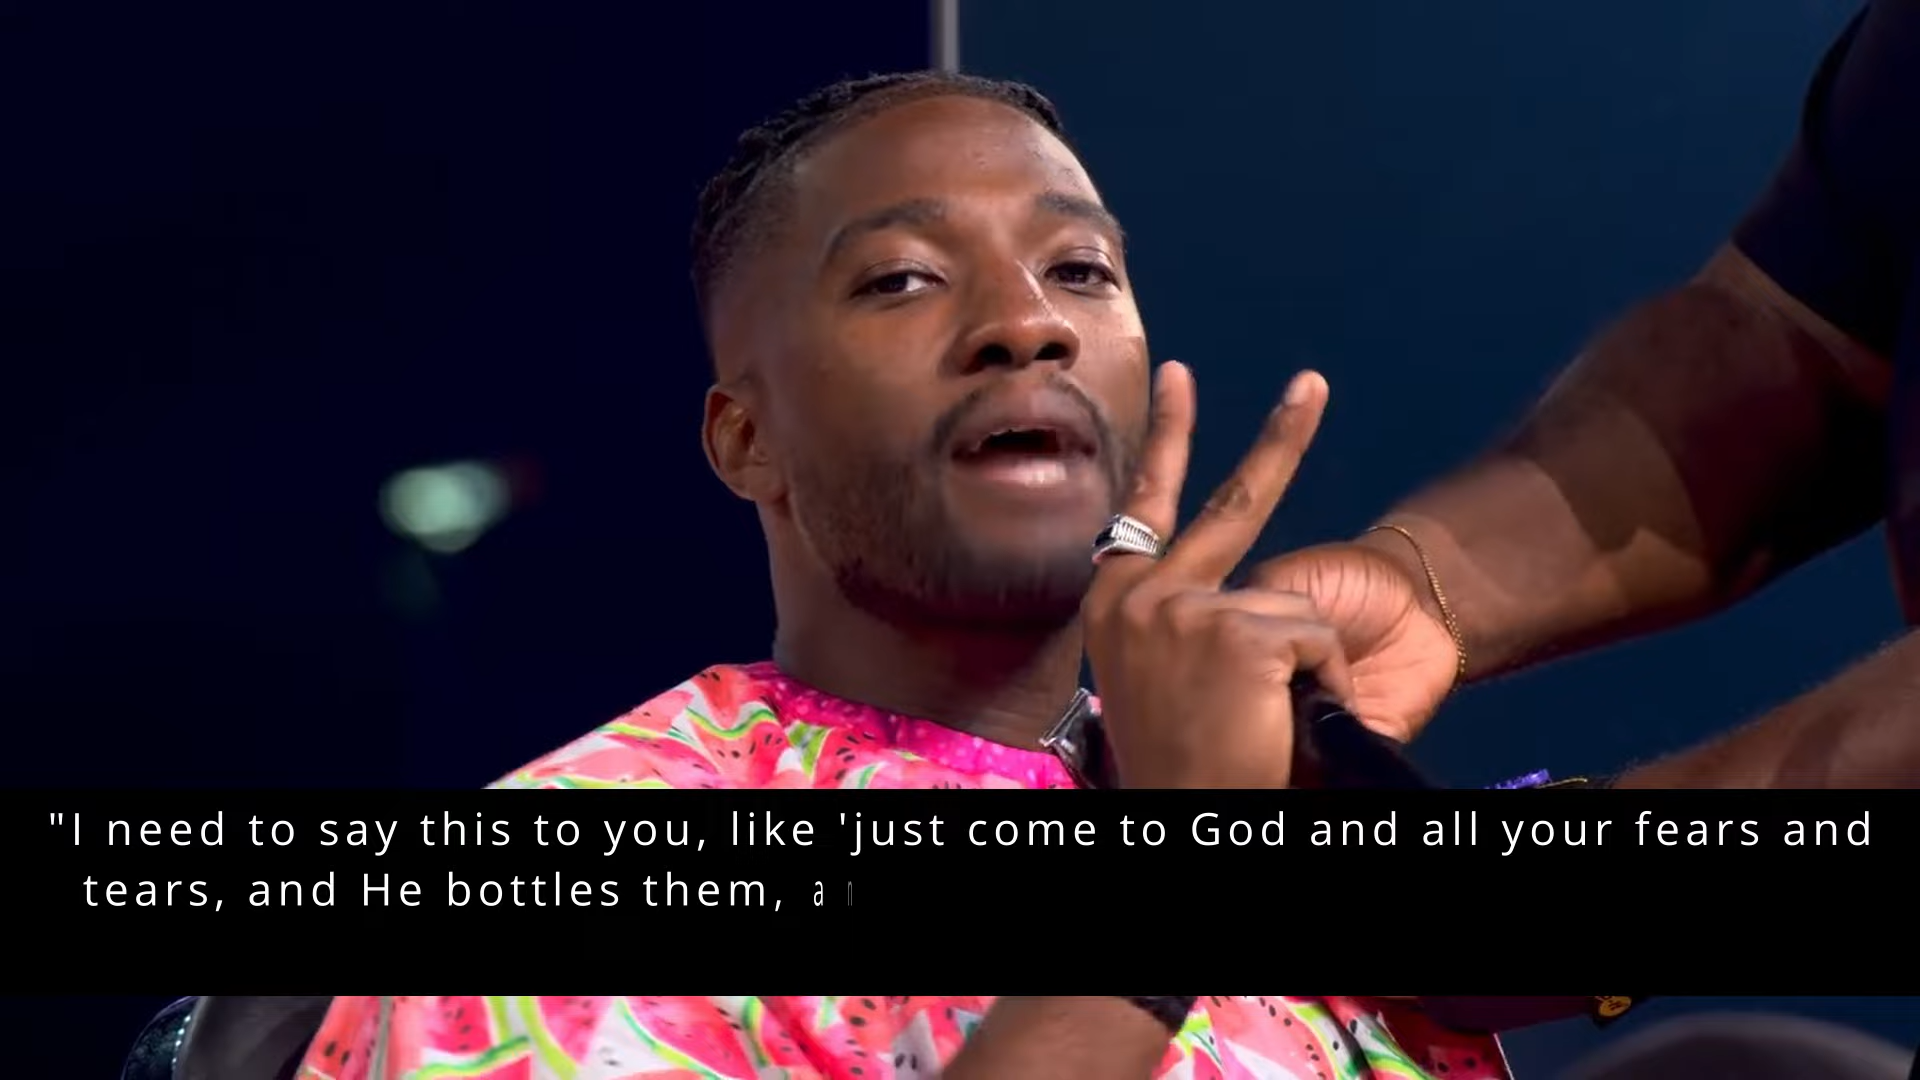 "I need to say this to you, like 'just come to God and all your fears and
tears, and He bottles them, a